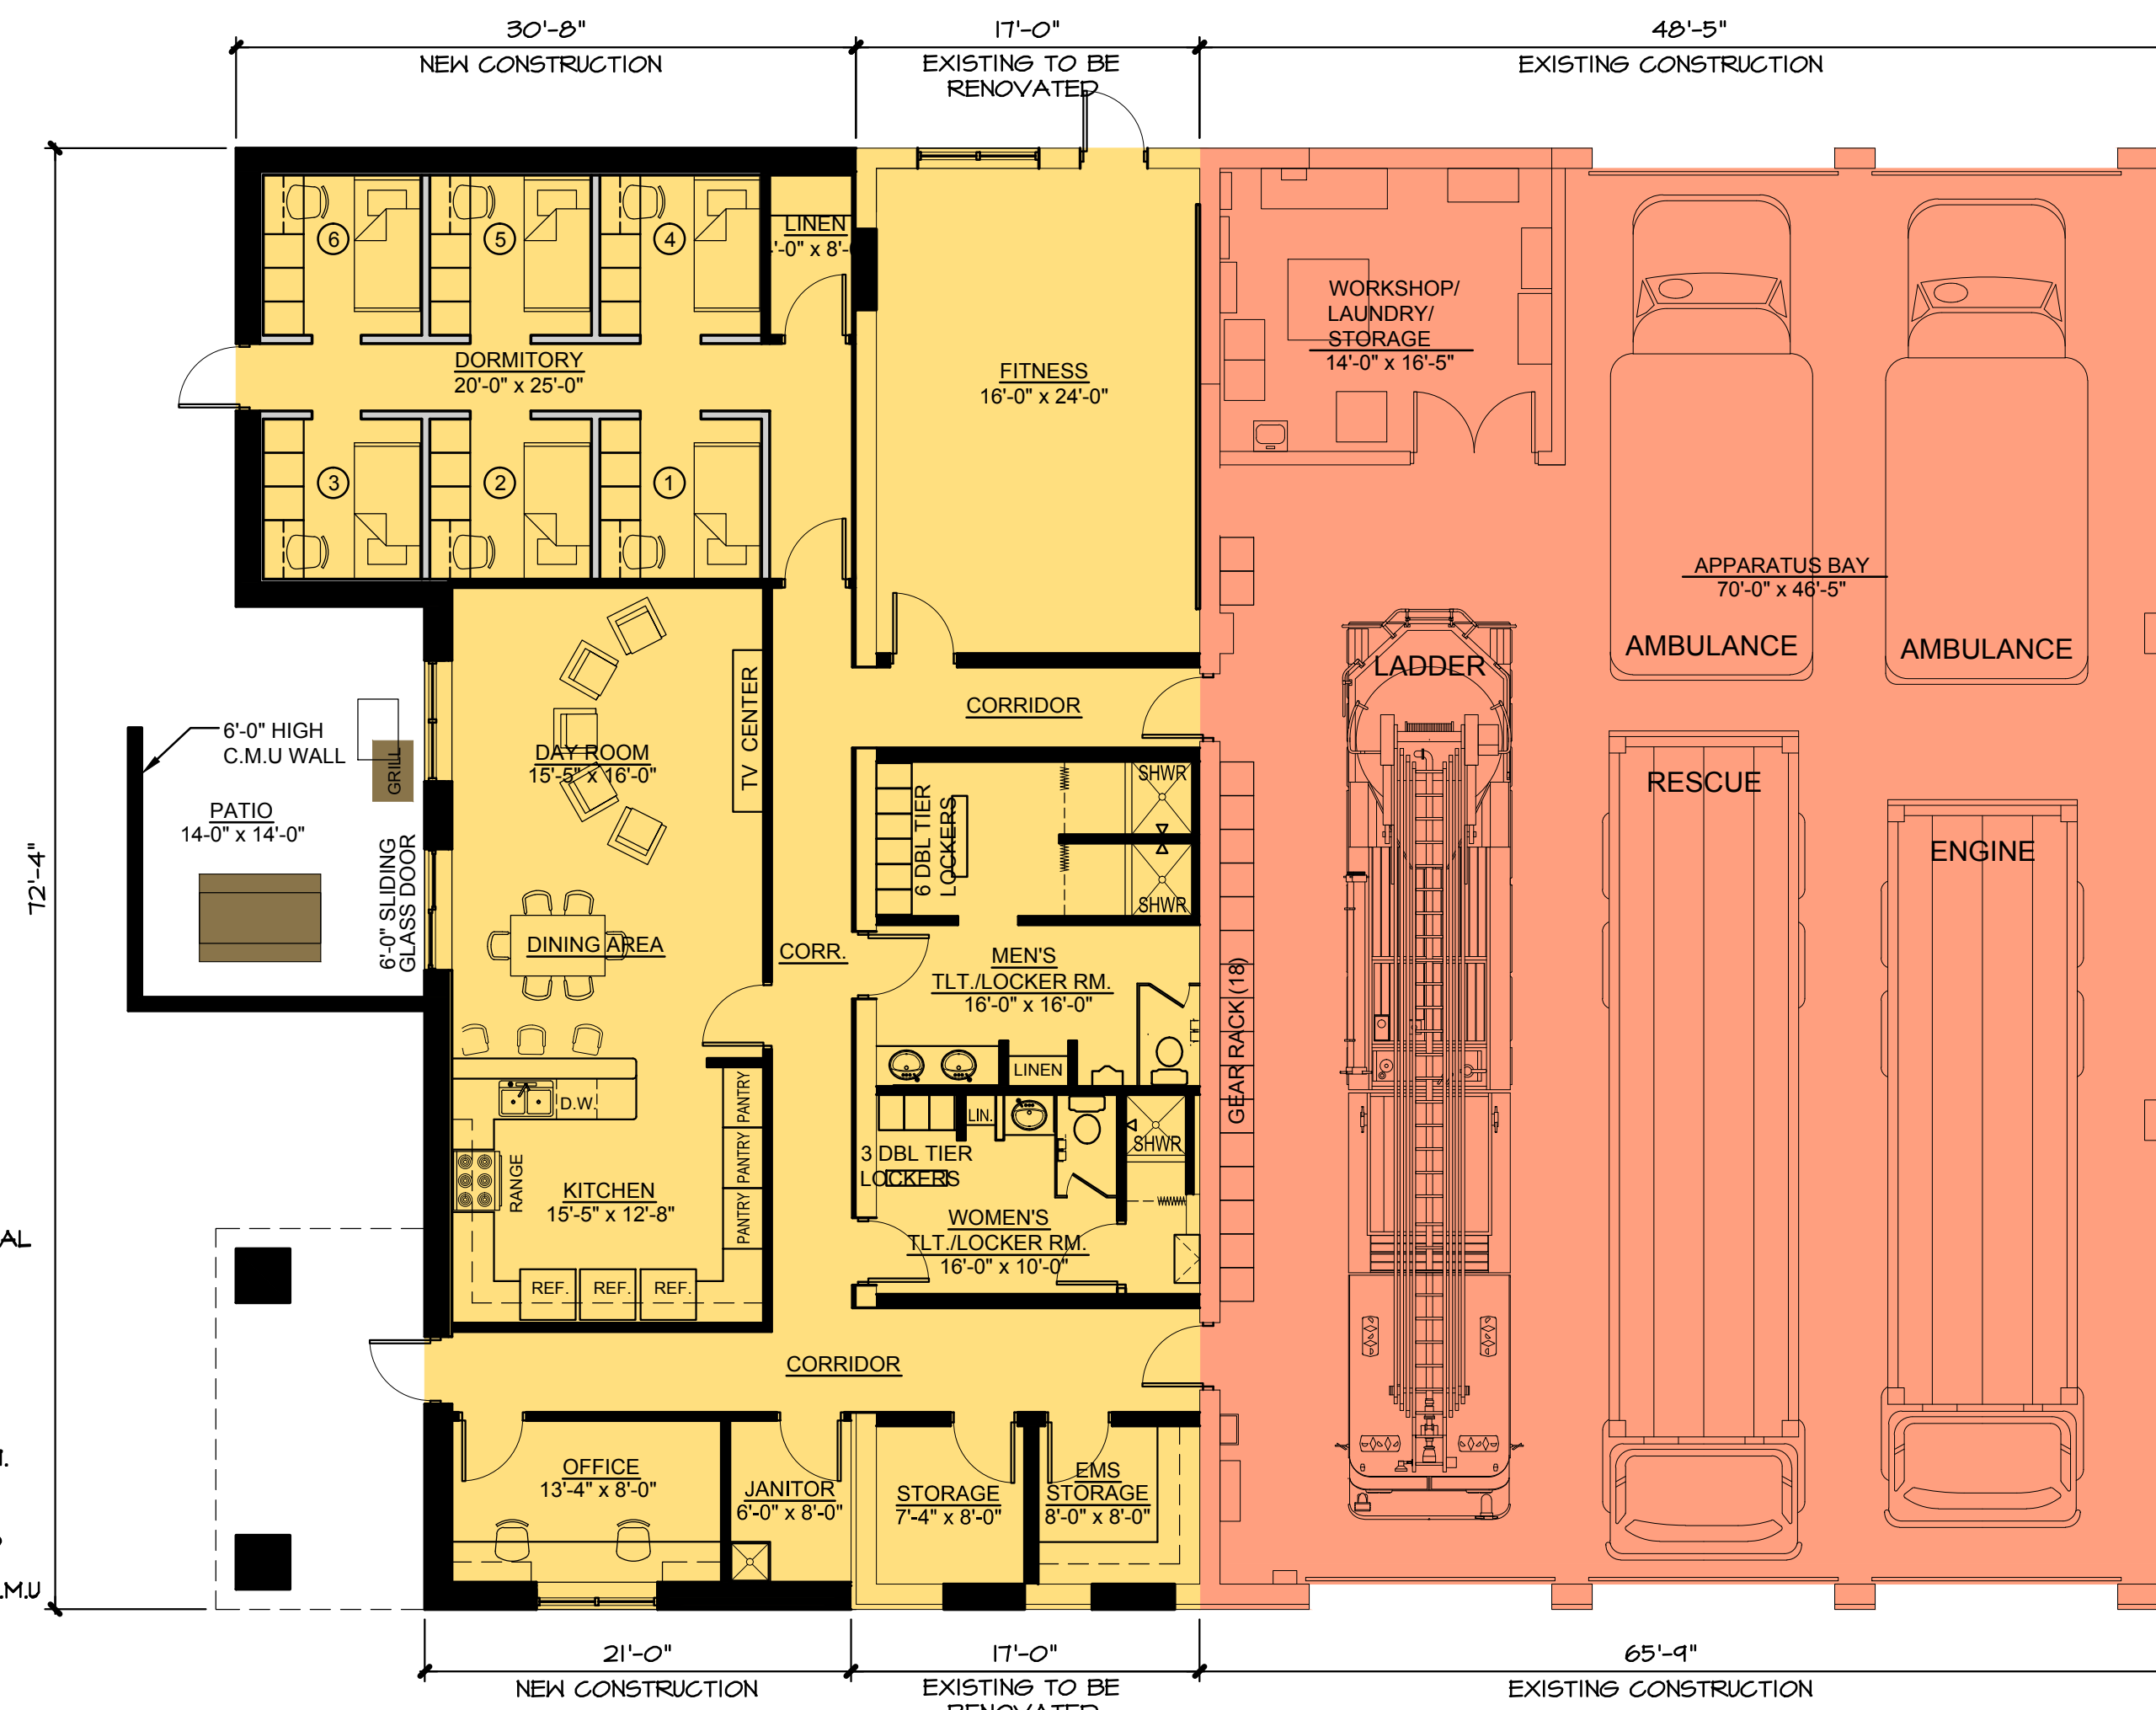 30'-8"
NEW CONSTRUCTION
17'-0"
EXISTING TO BE
RENOVATED
48'-5"
EXISTING CONSTRUCTION
72'-4"
6
5
4
LINEN
'-0" x 8'-
DORMITORY
20'-0" x 25'-0"
3
2
1
FITNESS
16'-0" x 24'-0"
WORKSHOP/
LAUNDRY/
STORAGE
14'-0" x 16'-5"
APPARATUS BAY
70'-0" x 46'-5"
AMBULANCE
AMBULANCE
LADDER
RESCUE
ENGINE
6'-0" HIGH
C.M.U WALL
GRILL
PATIO
14-0" x 14'-0"
6'-0" SLIDING
GLASS DOOR
DAY ROOM
15'-5" x 16'-0"
TV CENTER
DINING AREA
CORR.
CORRIDOR
6 DBL TIER
LOCKERS
SHWR
SHWR
MEN'S
TLT./LOCKER RM.
16'-0" x 16'-0"
LINEN
GEAR RACK (18)
D.W.
PANTRY
PANTRY
PANTRY
RANGE
KITCHEN
15'-5" x 12'-8"
REF.
REF.
REF.
LIN.
SHWR
3 DBL TIER
LOCKERS
WOMEN'S
TLT./LOCKER RM.
16'-0" x 10'-0"
CORRIDOR
OFFICE
13'-4" x 8'-0"
JANITOR
6'-0" x 8'-0"
STORAGE
7'-4" x 8'-0"
EMS
STORAGE
8'-0" x 8'-0"
AL
.M.U
21'-0"
NEW CONSTRUCTION
17'-0"
EXISTING TO BE
RENOVATED
65'-9"
EXISTING CONSTRUCTION